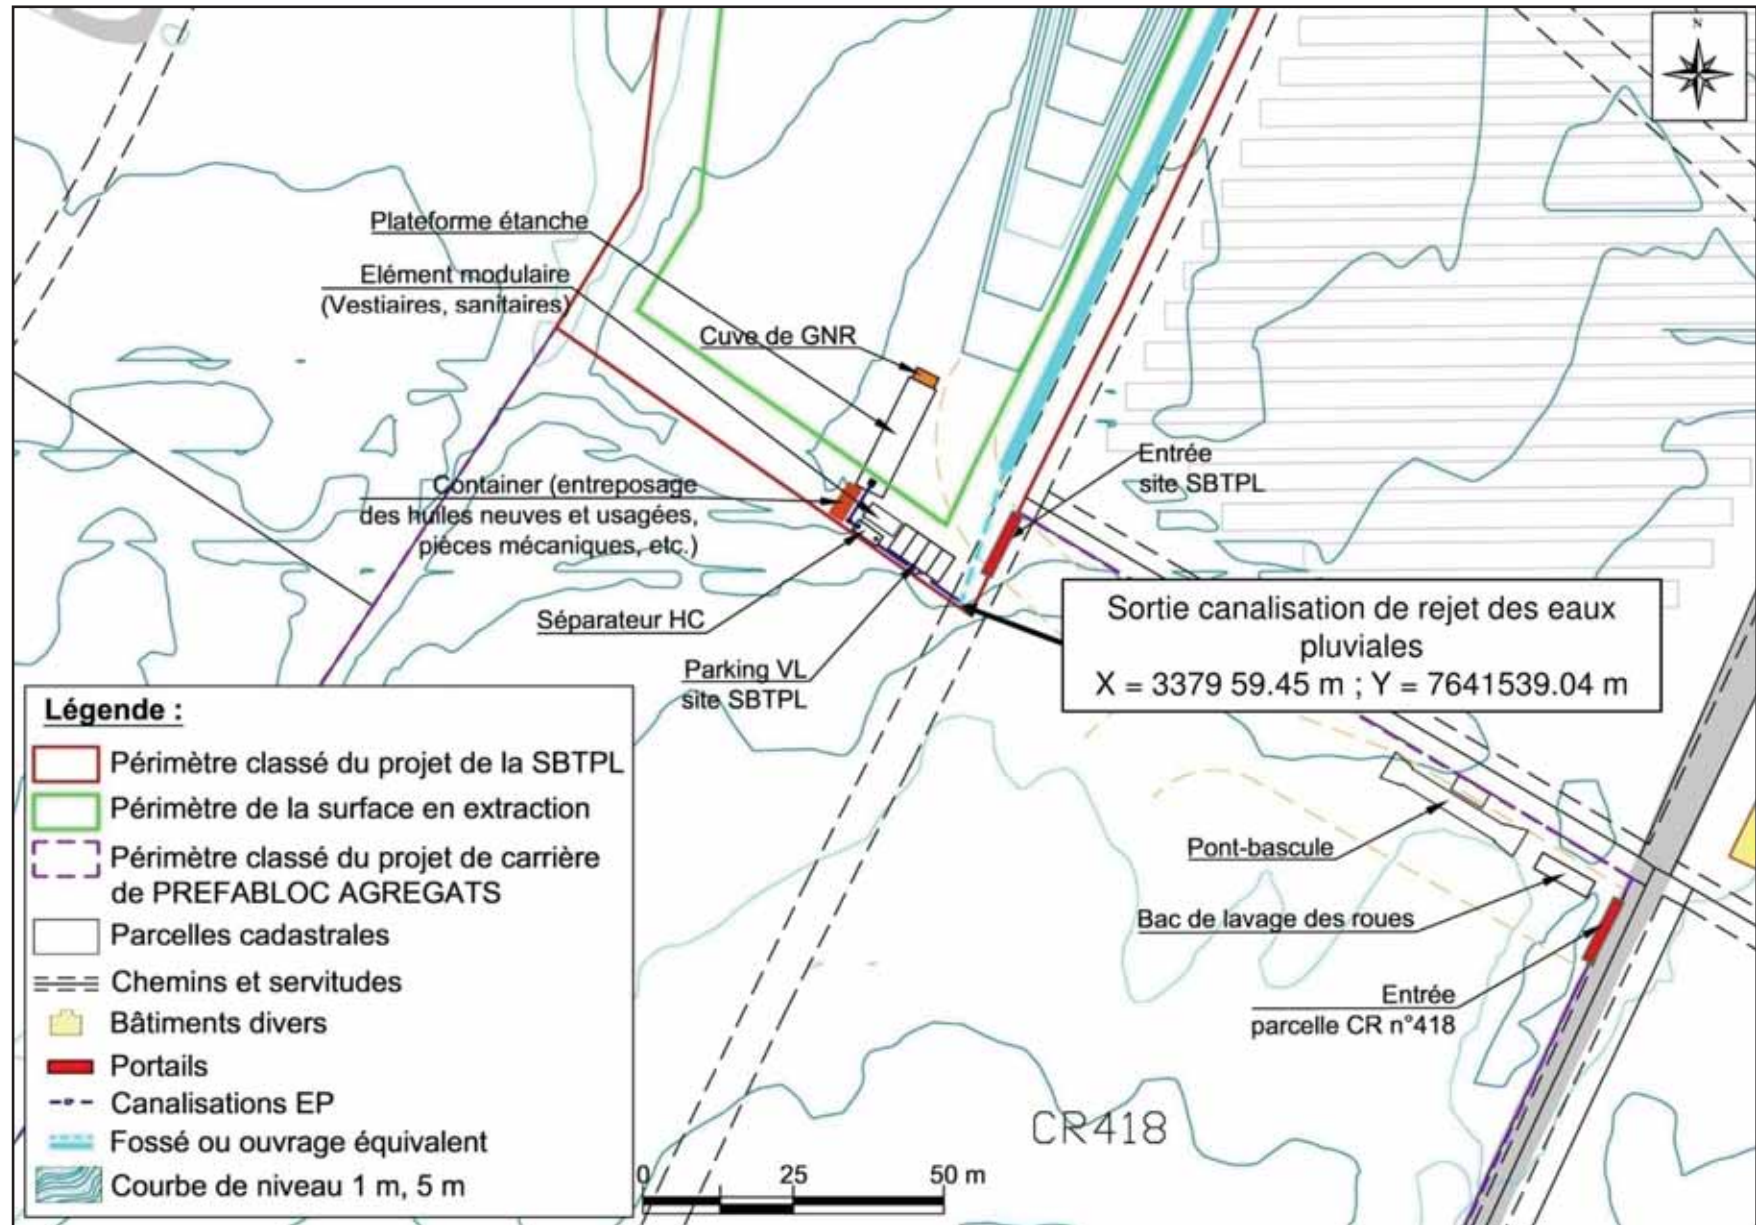 N
Plateforme étanche
Elément modulaire
(Vestiaires, sanitaires)
Cuve de GNR
Entrée
site SBTPL
Container (entreposage
des huiles neuves et usagées,
pièces mécaniques, etc.)
Séparateur HC
Parking VL
site SBTPL
Sortie canalisation de rejet des eaux
pluviales
X = 3379 59.45 m ; Y = 7641539.04 m
Pont-bascule
Bac de lavage des roues
Entrée
parcelle CR n°418
CR418
Légende :
Périmètre classé du projet de la SBTPL
Périmètre de la surface en extraction
Périmètre classé du projet de carrière
de PREFABLOC AGREGATS
Parcelles cadastrales
Chemins et servitudes
Bâtiments divers
Portails
Canalisations EP
Fossé ou ouvrage équivalent
Courbe de niveau 1 m, 5 m
0 25 50 m